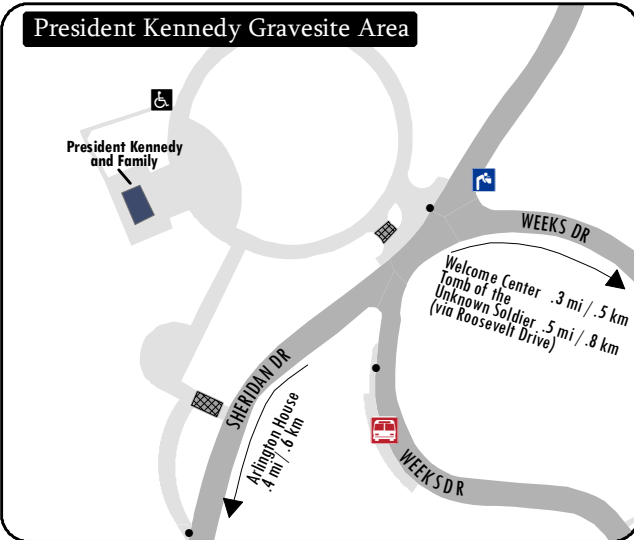 President Kennedy Gravesite Area
President Kennedy
and Family
WEEKS DR
Welcome Center .3 mi/.5 km
Tomb of the
Unknown Soldier .5 mi/.8 km
(via Roosevelt Drive)
SHERIDAN DR
Arlington House
.4 mi/.6 km
WEEKS DR